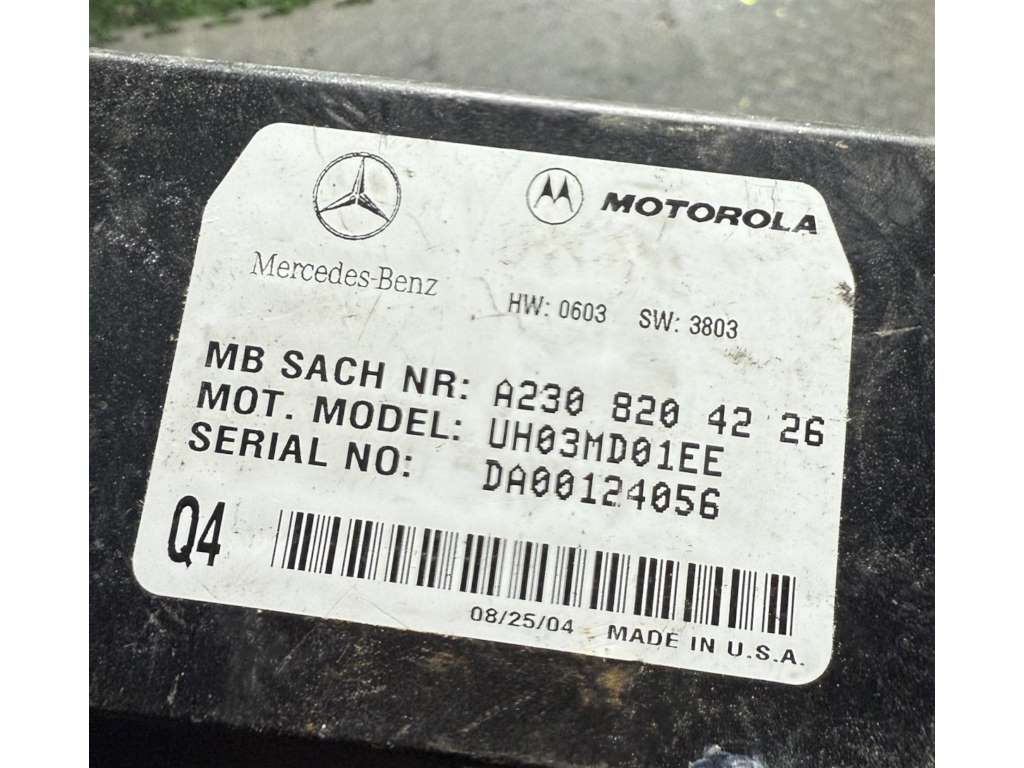 Mercedes-Benz
MOTOROLA
HW: 0603 SW: 3803
MB SACH NR: A230 820 42 26
MOT. MODEL: UH03MD01EE
SERIAL NO: DA00124056
Q4
08/25/04 MADE IN U.S.A.